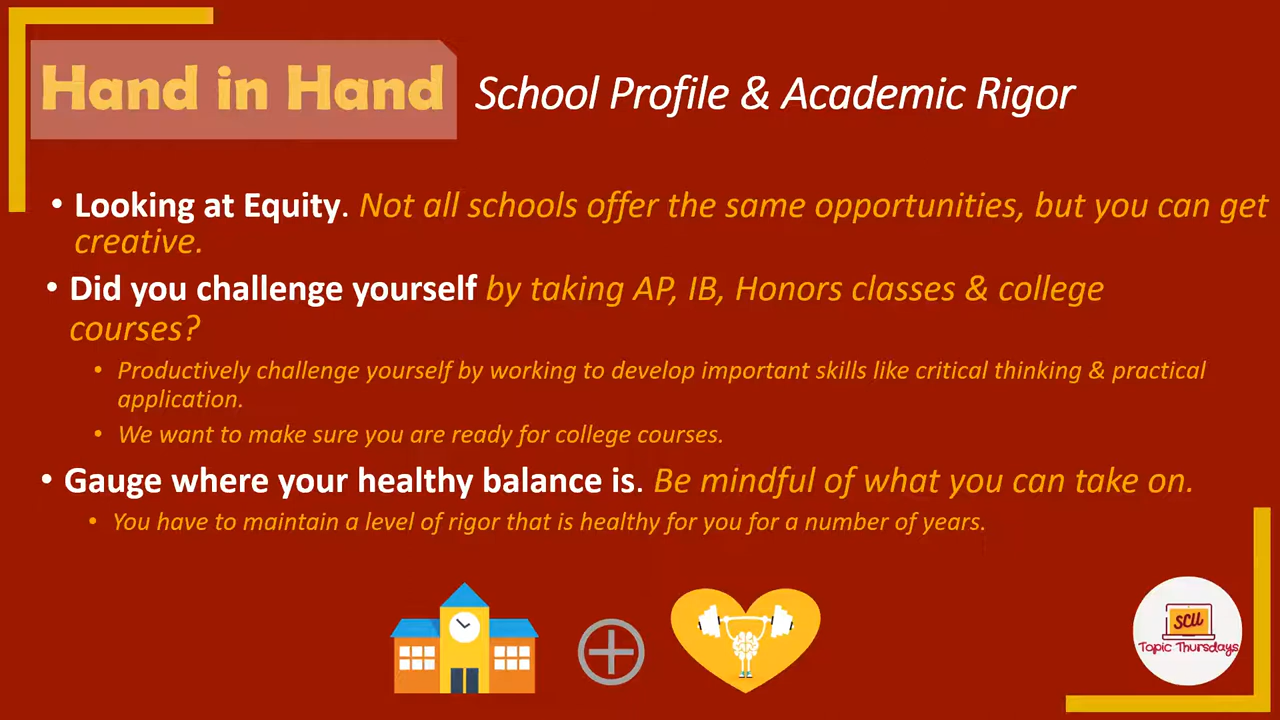 Hand in Hand School Profile & Academic Rigor
• Looking at Equity. Not all schools offer the same opportunities, but you can get
creative.
• Did you challenge yourself by taking AP, IB, Honors classes & college
courses?
• Productively challenge yourself by working to develop important skills like critical thinking & practical
application.
• We want to make sure you are ready for college courses.
• Gauge where your healthy balance is. Be mindful of what you can take on.
• You have to maintain a level of rigor that is healthy for you for a number of years.
SCU
Topic Thursdays